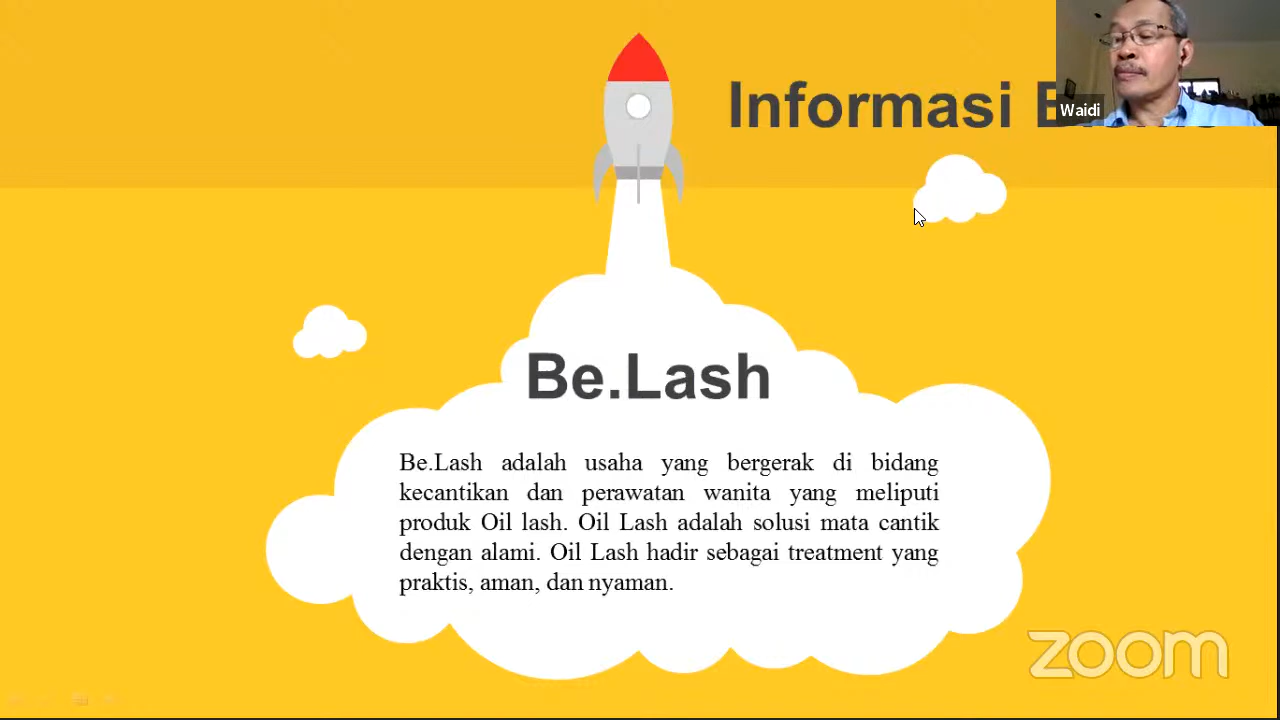 Informasi
Waidi
Be.Lash
Be.Lash adalah usaha yang bergerak di bidang
kecantikan dan perawatan wanita yang meliputi
produk Oil lash. Oil Lash adalah solusi mata cantik
dengan alami. Oil Lash hadir sebagai treatment yang
praktis, aman, dan nyaman.
zoom